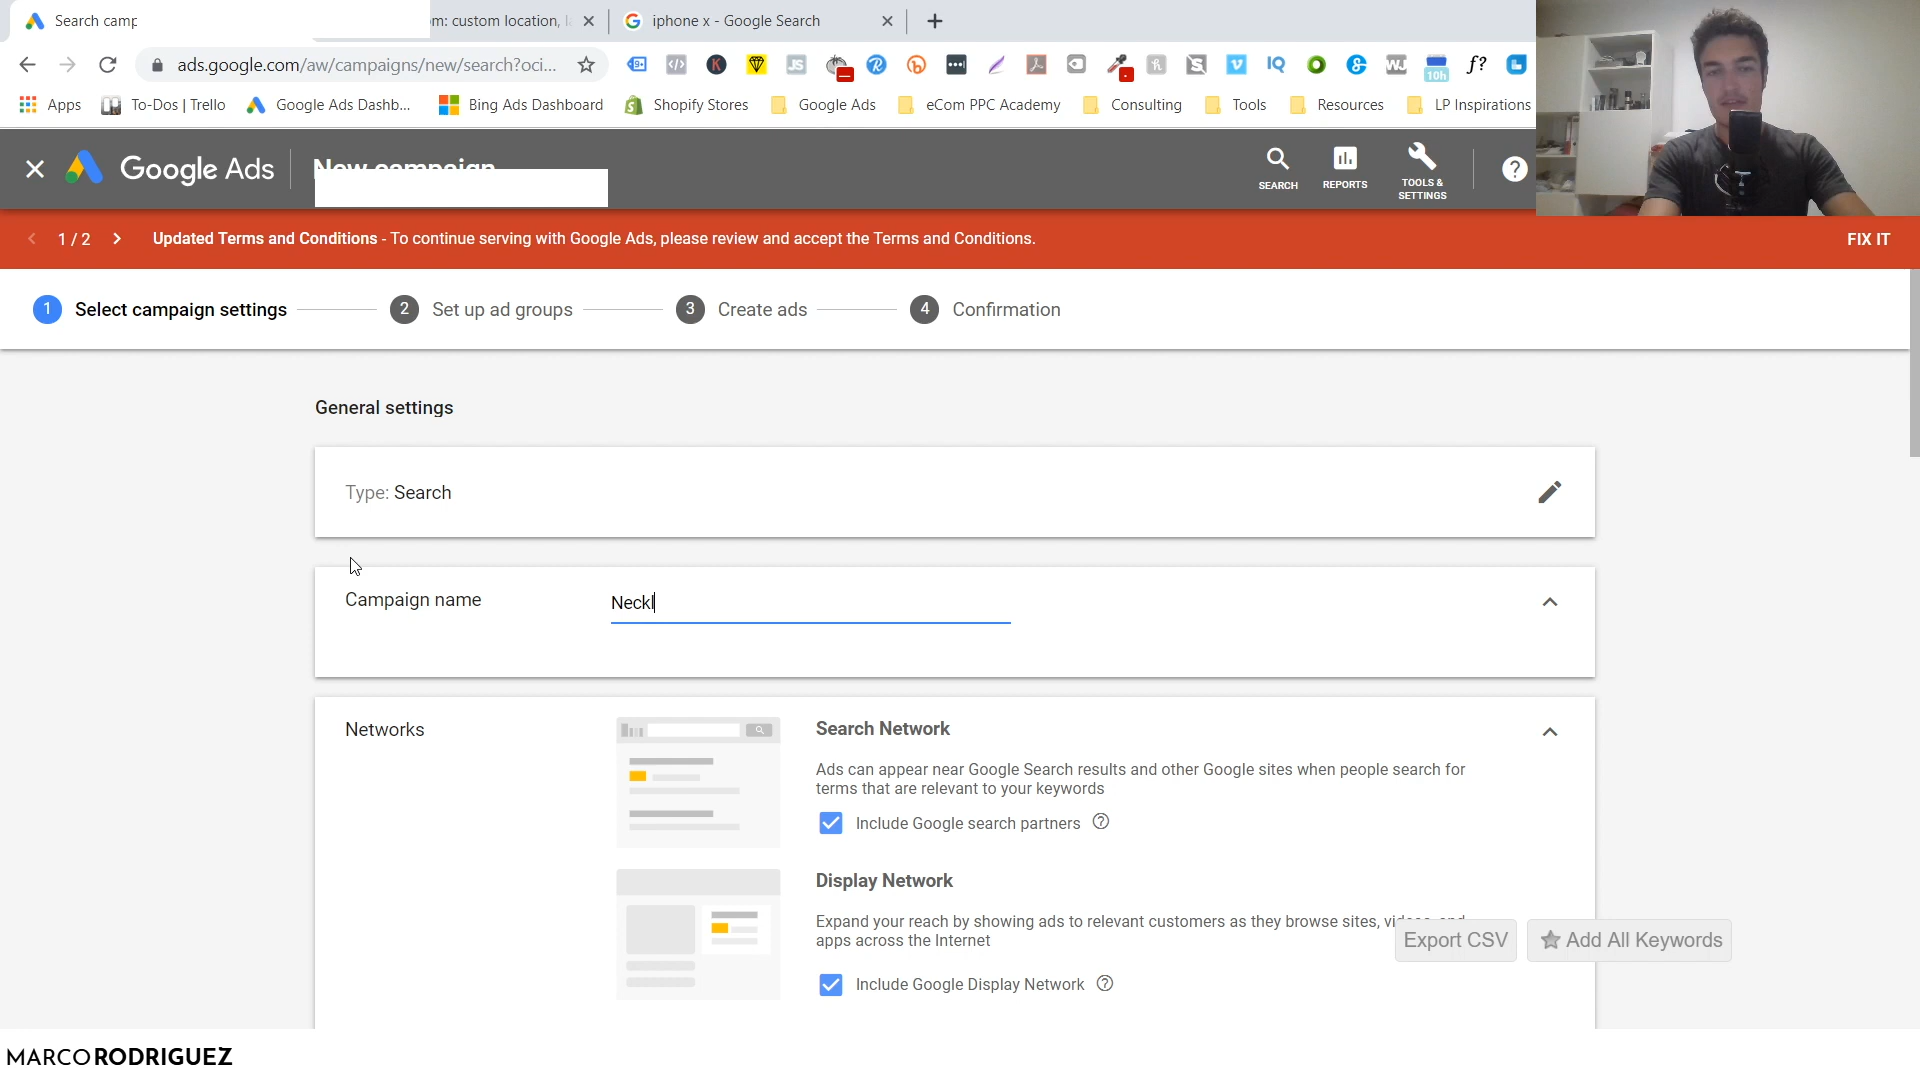 Search camp
m: custom location,
iphone x - Google Search
ads.google.com/aw/campaigns/new/search?oci...
10h
f?
Apps
To-Dos | Trello
Google Ads Dashb...
Bing Ads Dashboard
Shopify Stores
Google Ads
eCom PPC Academy
Consulting
Tools
Resources
LP Inspirations
Google Ads
New campaign
SEARCH
REPORTS
TOOLS &
SETTINGS
1 / 2
Updated Terms and Conditions - To continue serving with Google Ads, please review and accept the Terms and Conditions.
FIX IT
1 Select campaign settings
2 Set up ad groups
3 Create ads
4 Confirmation
General settings
Type: Search
Campaign name
Neckl
Networks
Search Network
Ads can appear near Google Search results and other Google sites when people search for
terms that are relevant to your keywords
Include Google search partners
Display Network
Expand your reach by showing ads to relevant customers as they browse sites, videos, and
apps across the Internet
Include Google Display Network
Export CSV
Add All Keywords
MARCO RODRIGUEZ